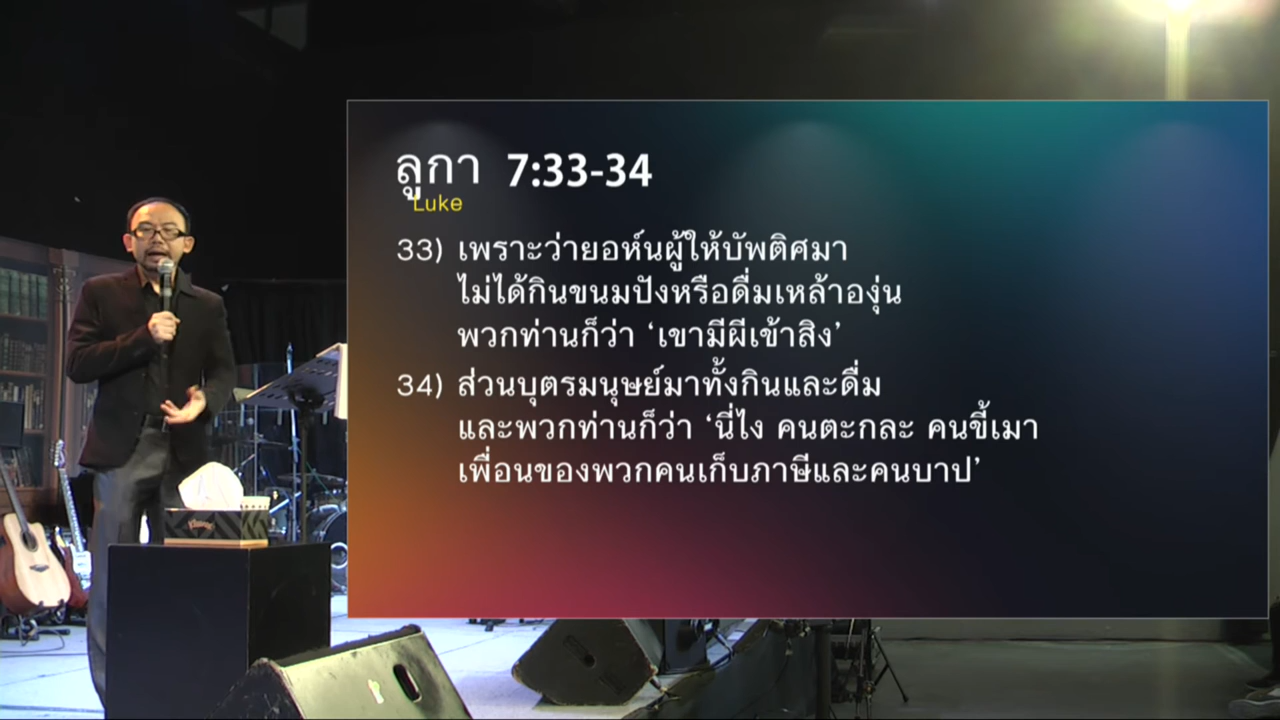 ลูกา 7:33-34
Luke
33) เพราะว่ายอห์นผู้ให้บัพติศมา
ไม่ได้กินขนมปังหรือดื่มเหล้าองุ่น
พวกท่านก็ว่า ‘เขามีผีเข้าสิง’
34) ส่วนบุตรมนุษย์มาทั้งกินและดื่ม
และพวกท่านก็ว่า ‘นี่ไง คนตะกละ คนขี้เมา
เพื่อนของพวกคนเก็บภาษีและคนบาป’